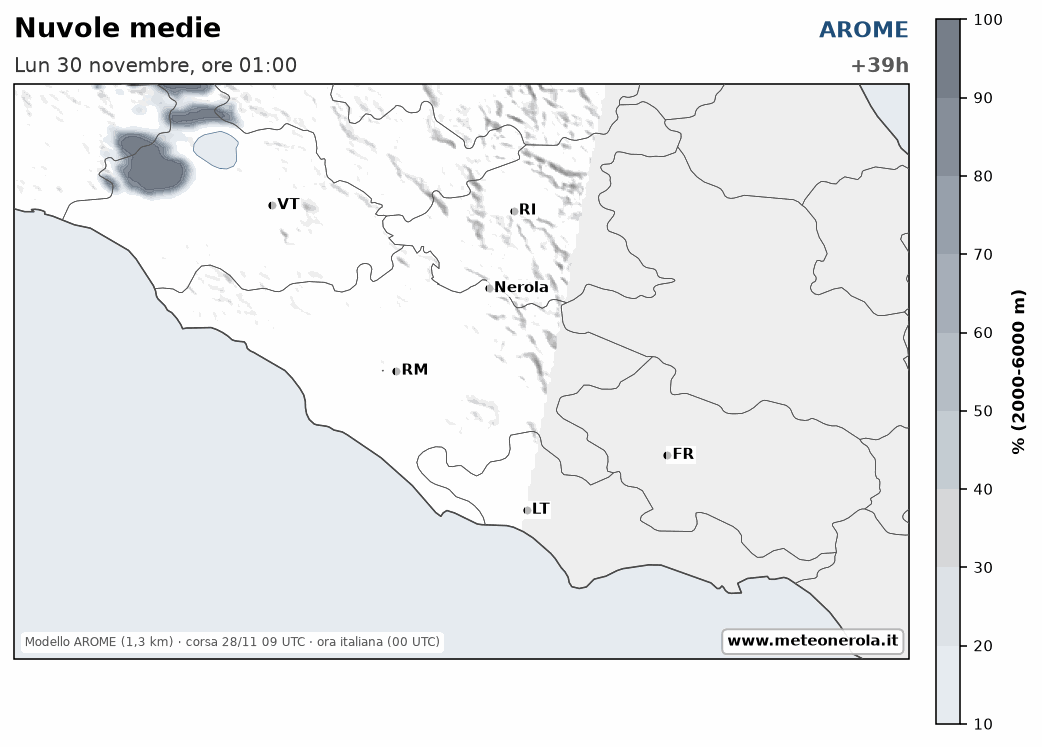 Nuvole medie
AROME
Lun 30 novembre, ore 01:00
+39h
100
90
80
70
60
50
40
30
20
10
% (2000-6000 m)
VT
RI
Nerola
RM
FR
LT
Modello AROME (1,3 km) · corsa 28/11 09 UTC · ora italiana (00 UTC)
www.meteonerola.it